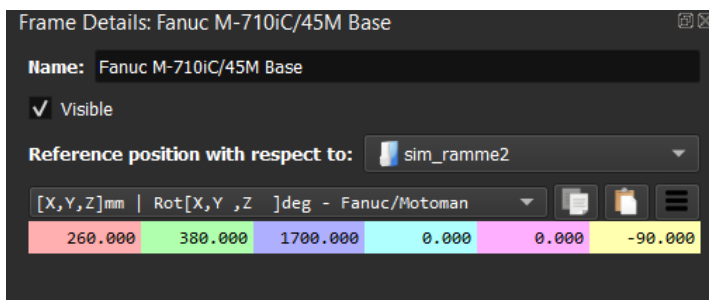 Frame Details: Fanuc M-710iC/45M Base
Name: Fanuc M-710iC/45M Base
Visible
Reference position with respect to: sim_ramme2
[X,Y,Z]mm | Rot[X,Y ,Z ]deg - Fanuc/Motoman
260.000 380.000 1700.000 0.000 0.000 -90.000